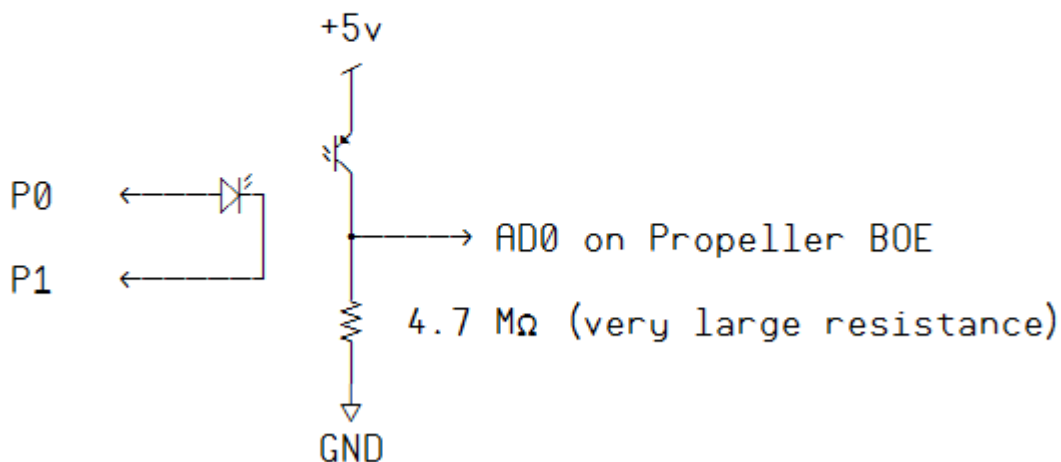 +5v
P0
AD0 on Propeller BOE
P1
4.7 MΩ (very large resistance)
GND